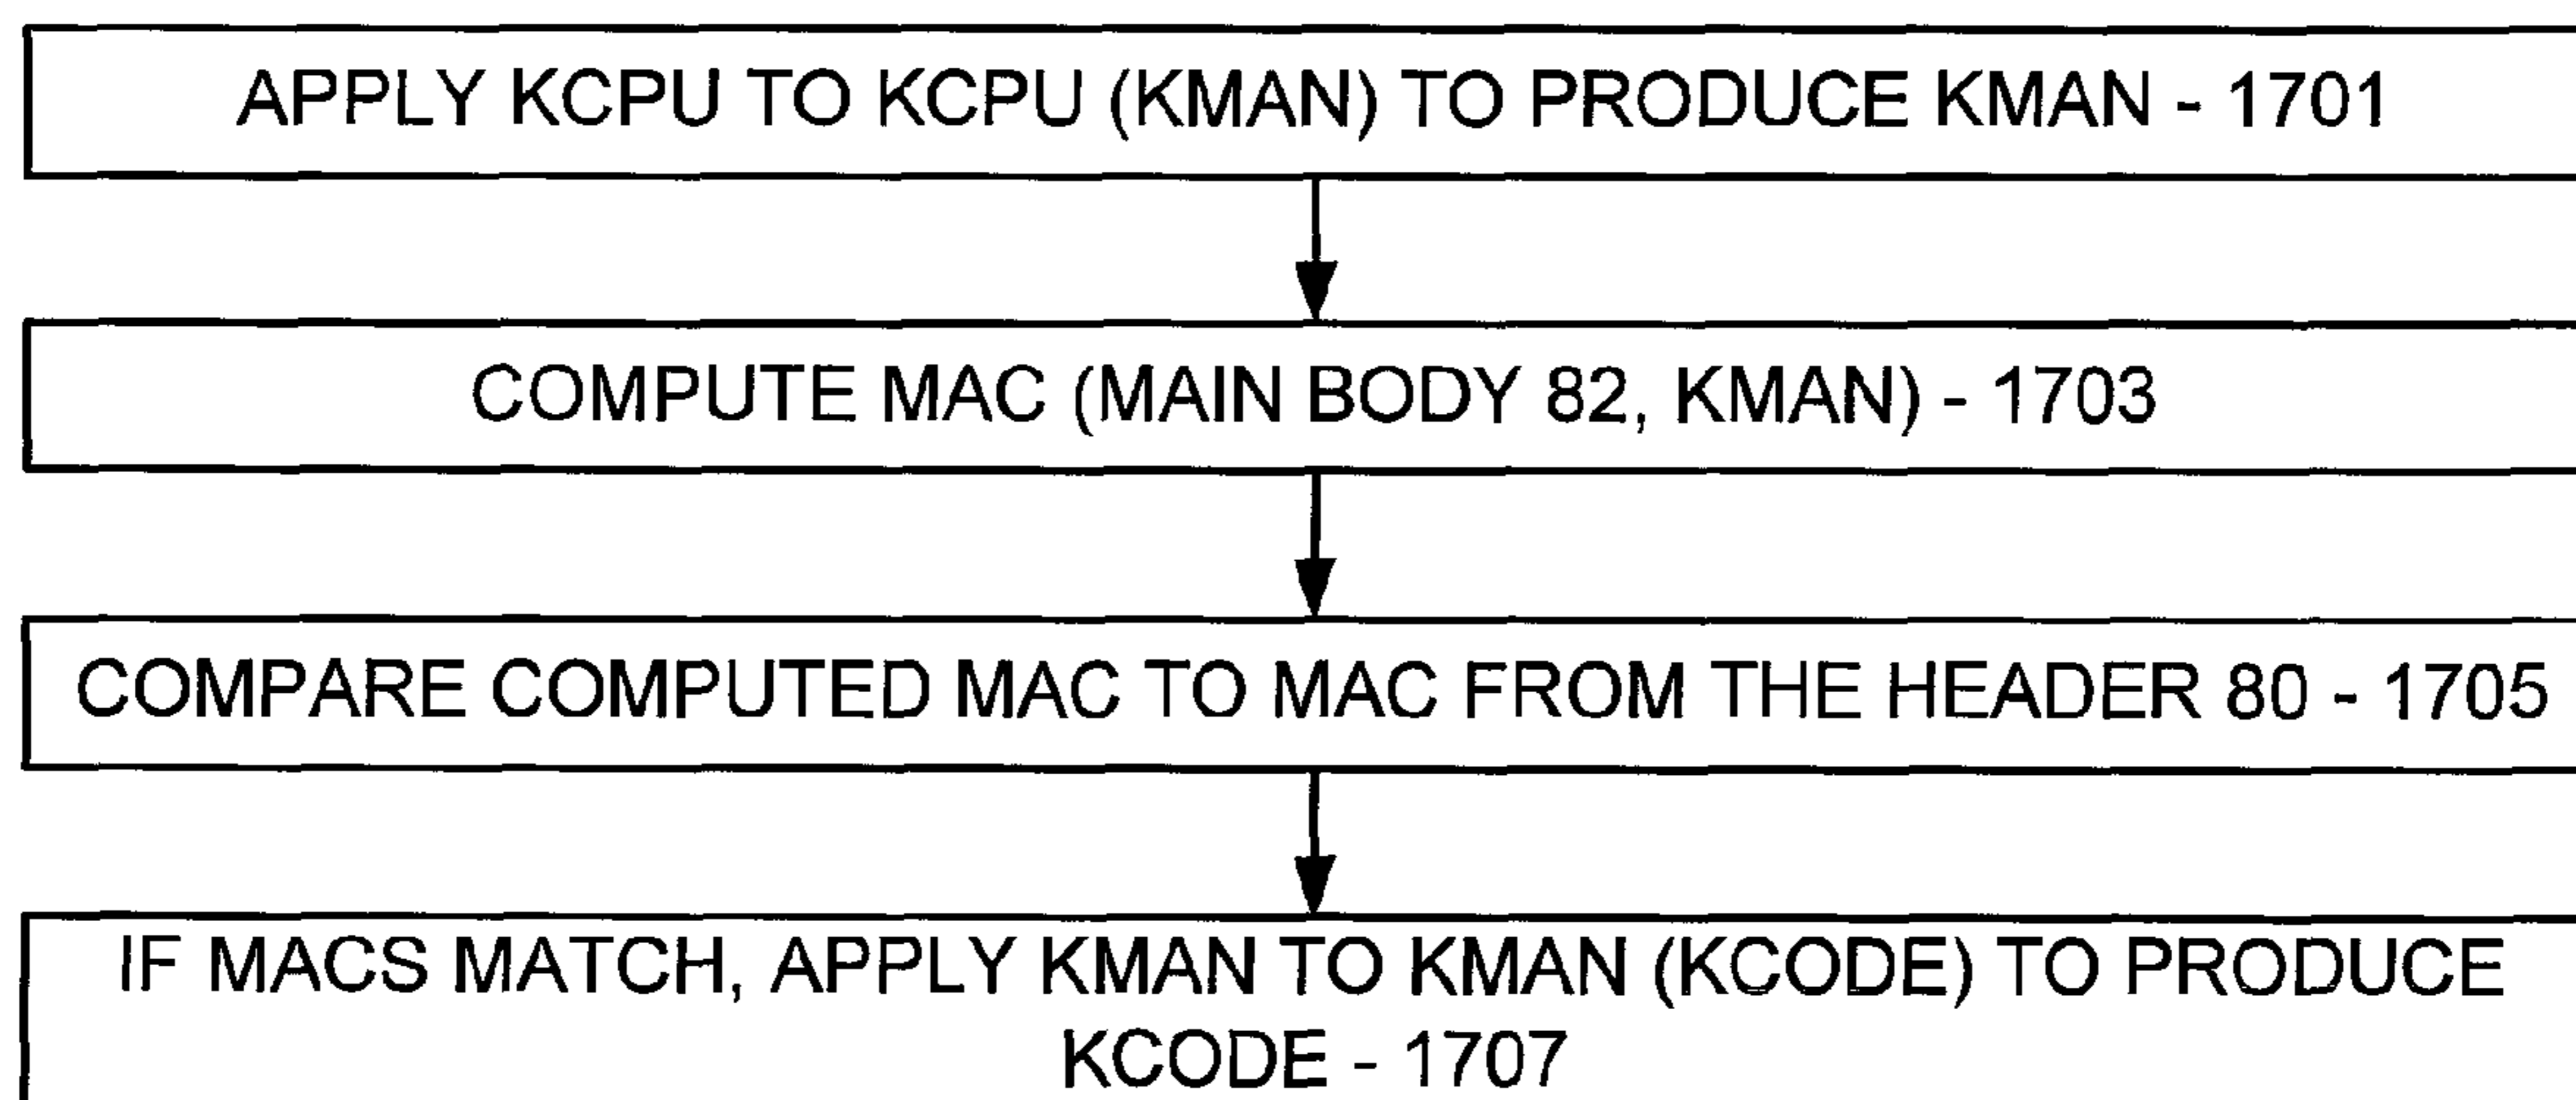 APPLY KCPU TO KCPU (KMAN) TO PRODUCE KMAN - 1701
COMPUTE MAC (MAIN BODY 82, KMAN) - 1703
COMPARE COMPUTED MAC TO MAC FROM THE HEADER 80 - 1705
IF MACS MATCH, APPLY KMAN TO KMAN (KCODE) TO PRODUCE
KCODE - 1707